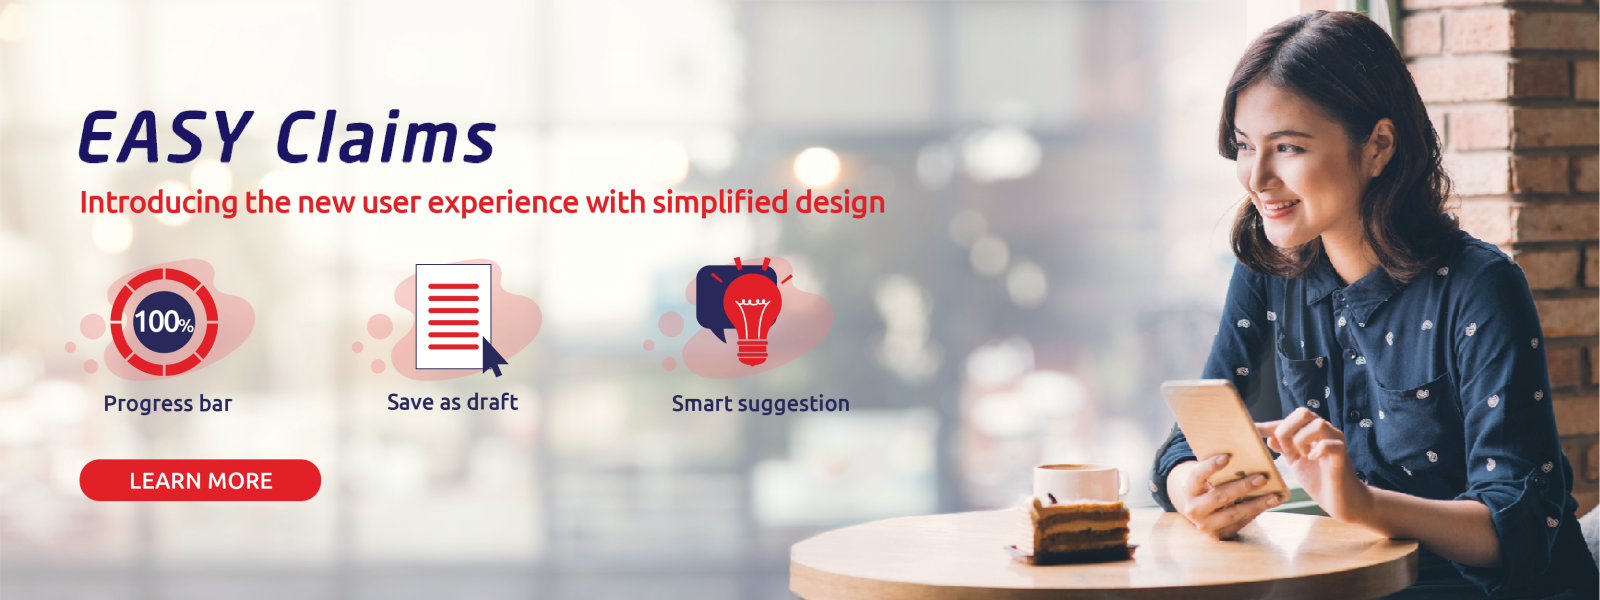 EASY Claims
Introducing the new user experience with simplified design
100%
Progress bar
Save as draft
Smart suggestion
LEARN MORE